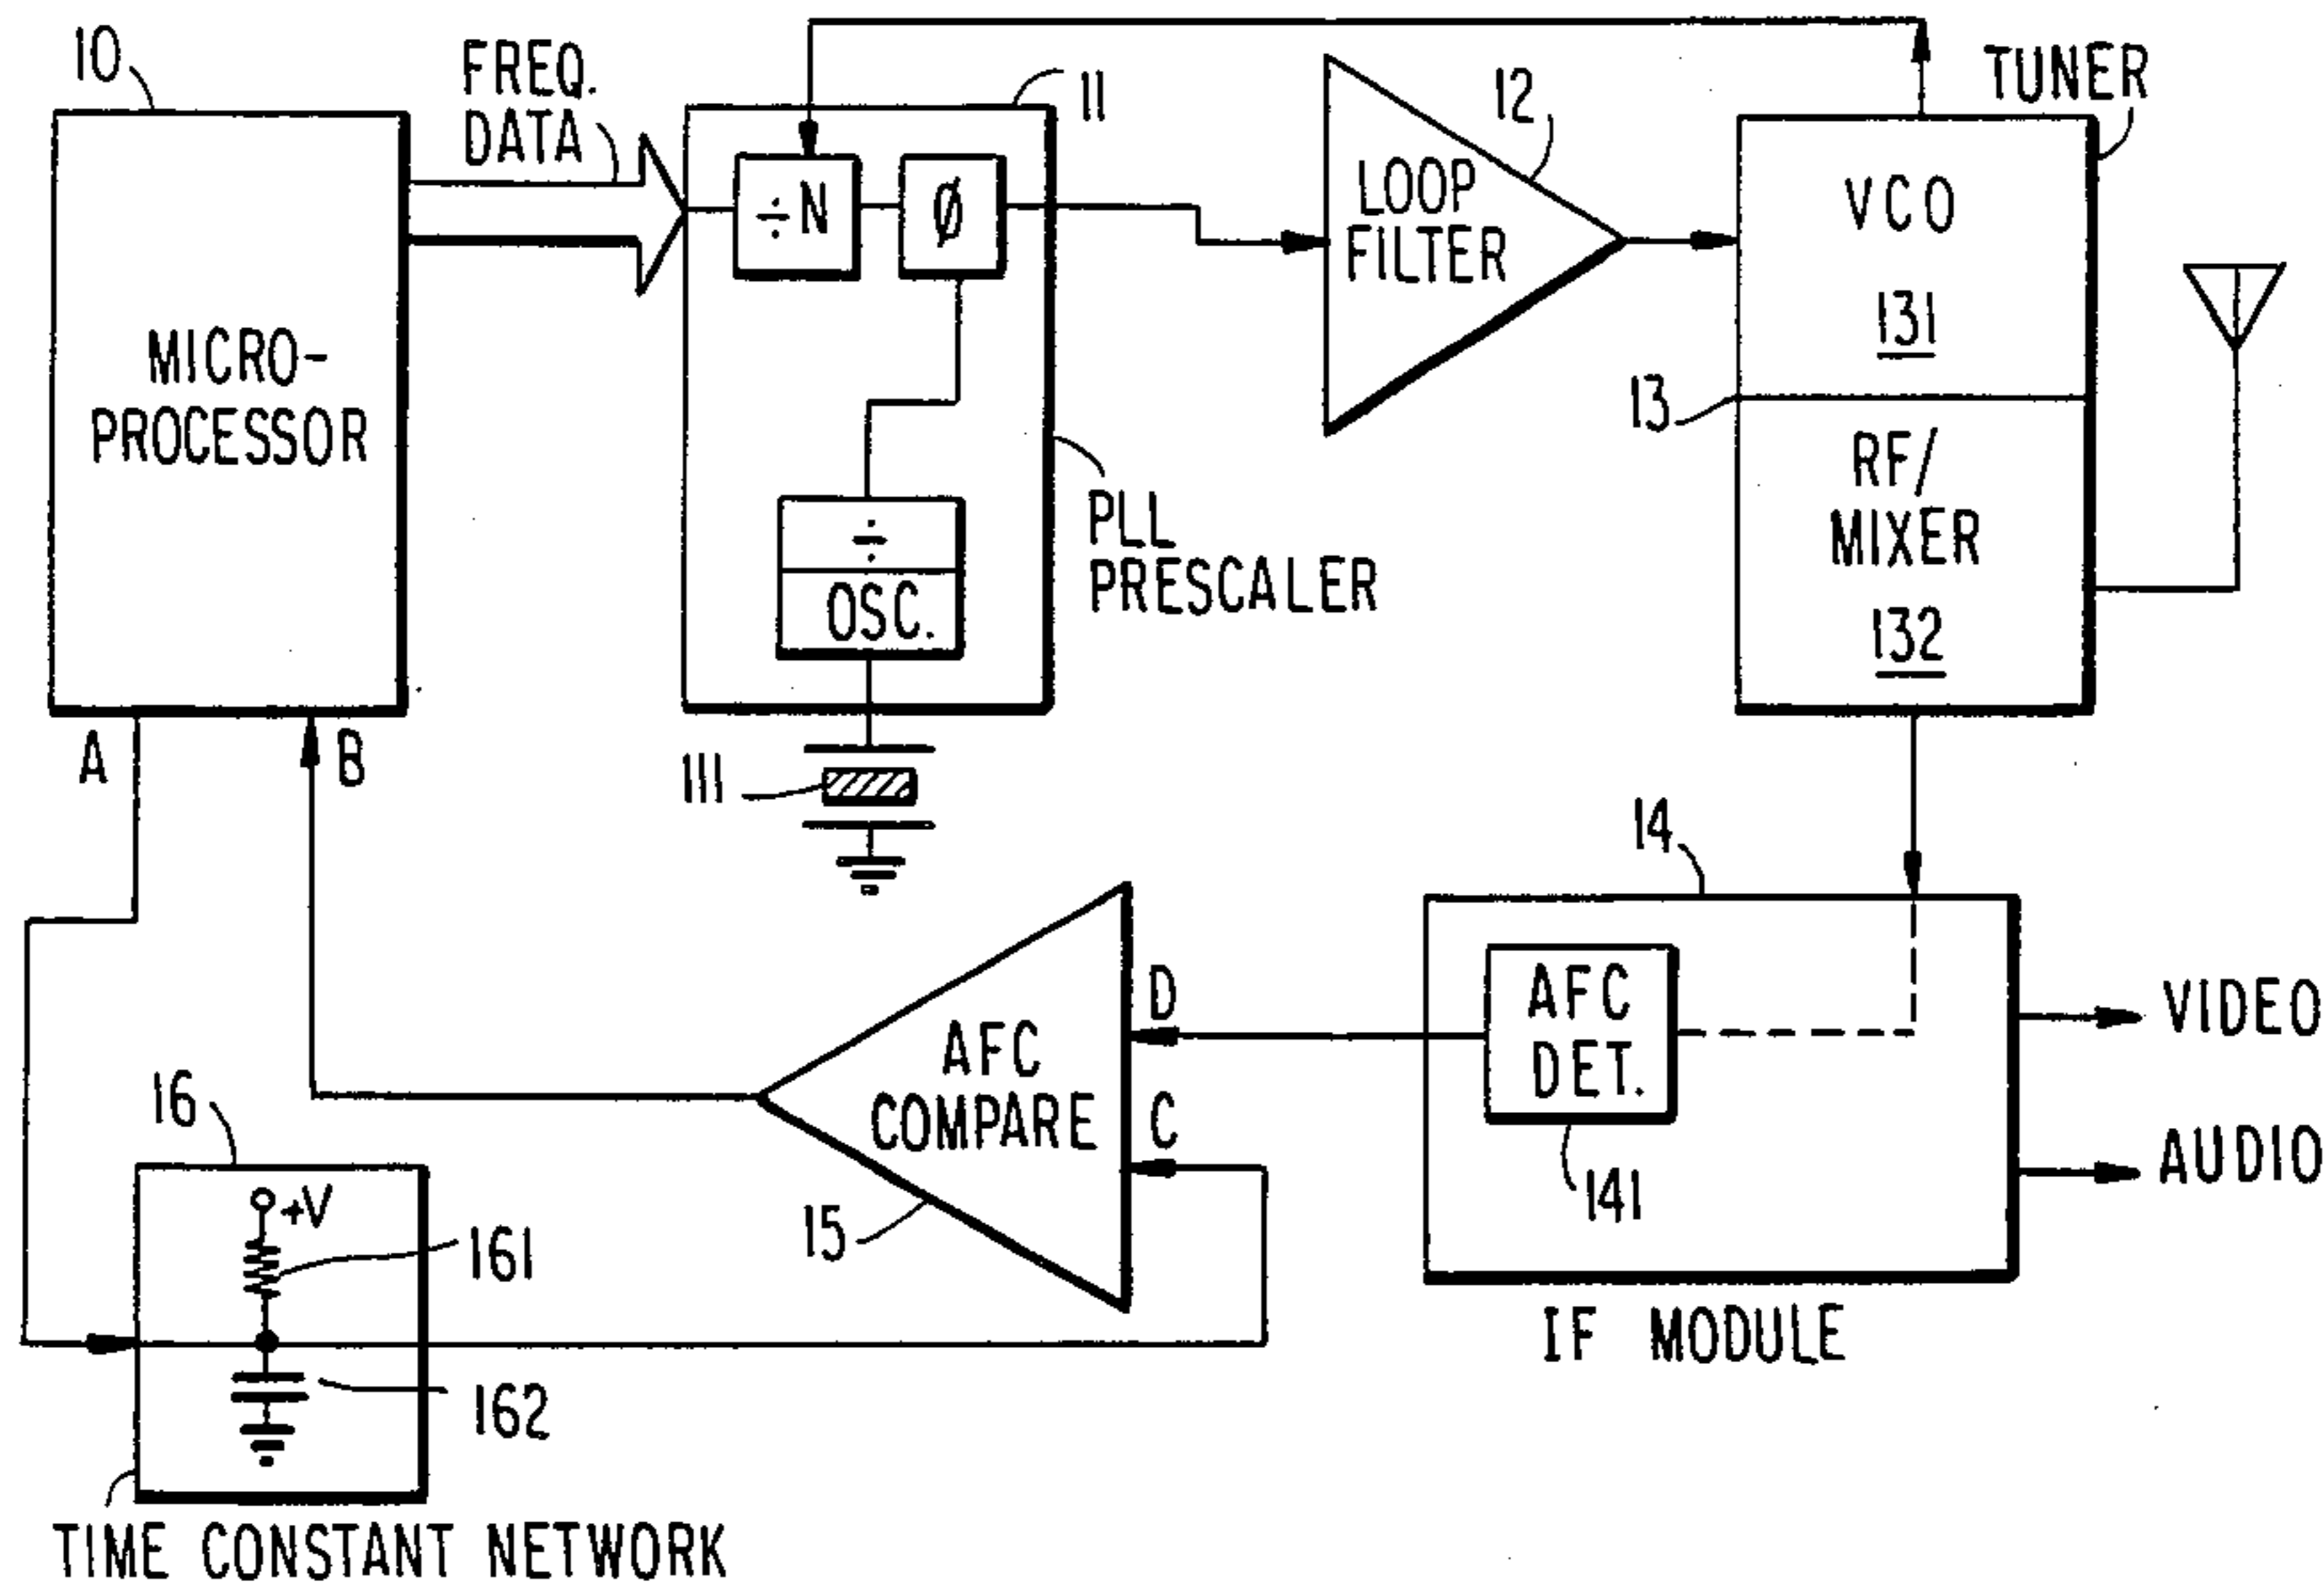 10
FREQ.
DATA
11
12
TUNER
÷N
Ø
LOOP
FILTER
VCO
131
MICRO-
PROCESSOR
13
RF/
MIXER
132
PLL
PRESCALER
÷
OSC.
A
B
111
14
D
AFC
DET.
VIDEO
AFC
COMPARE
C
16
15
141
AUDIO
+V
161
162
IF MODULE
TIME CONSTANT NETWORK